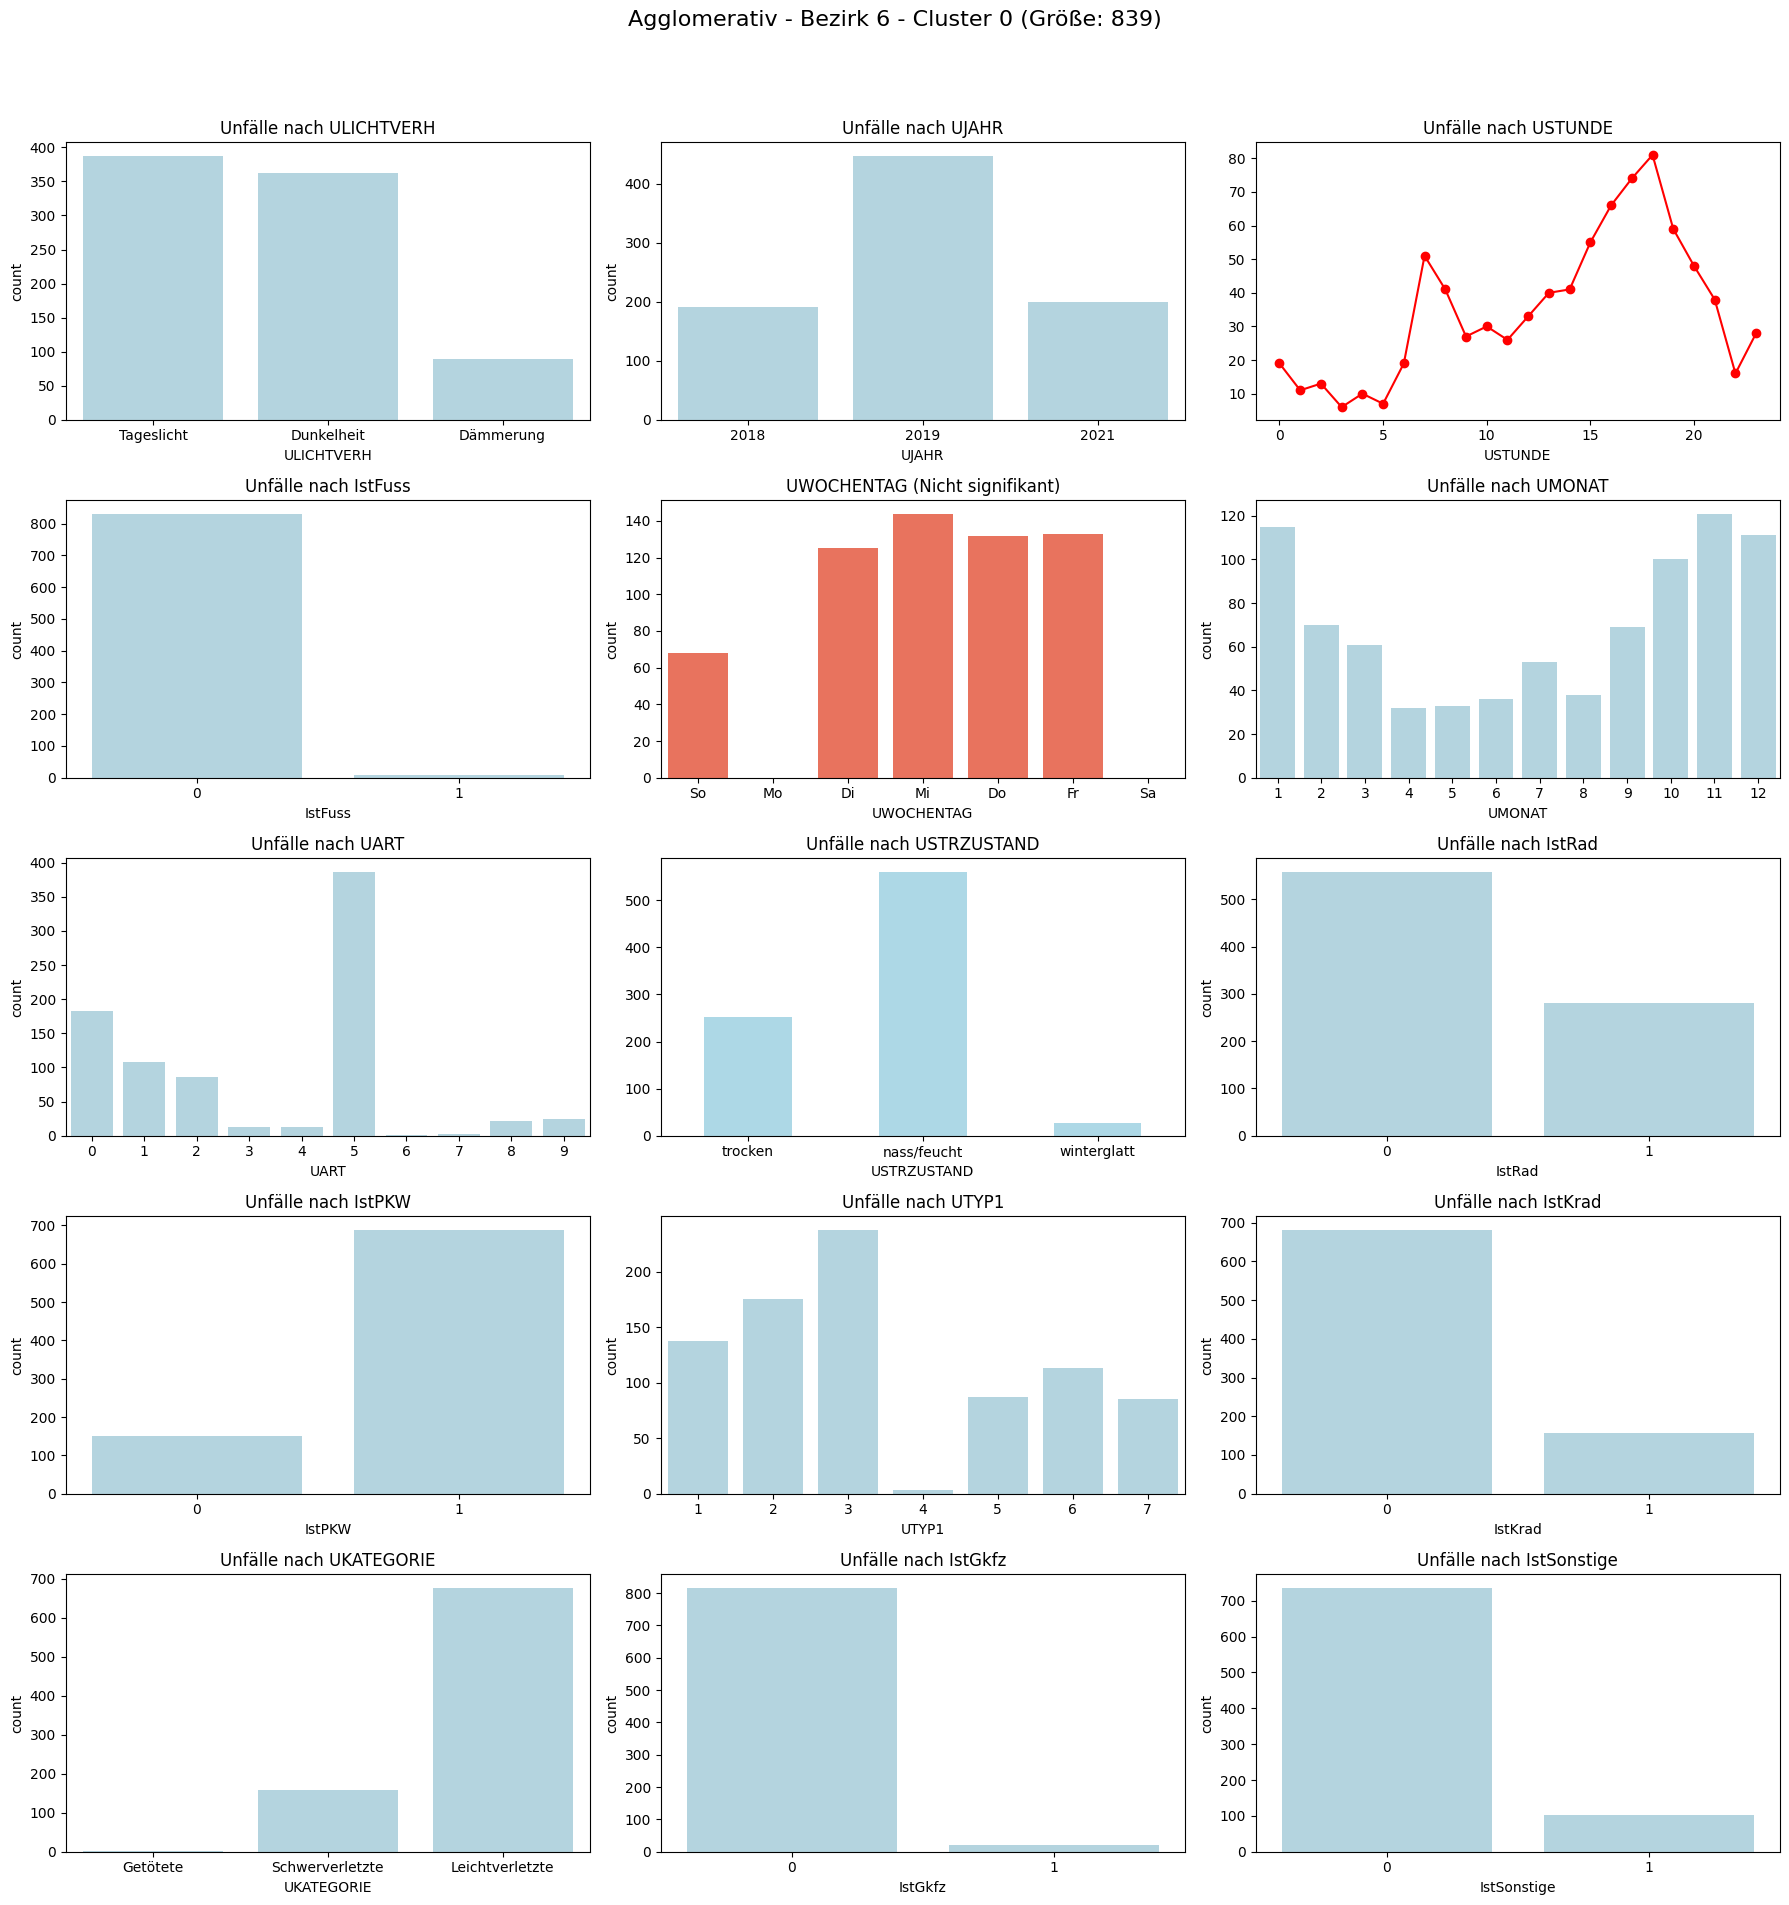 Agglomerativ - Bezirk 6 - Cluster 0 (Größe: 839)
Unfälle nach ULICHTVERH
400
350
300
250
200
150
100
50
0
count
Tageslicht Dunkelheit Dämmerung
ULICHTVERH
Unfälle nach UJAHR
400
300
200
100
0
count
2018 2019 2021
UJAHR
Unfälle nach USTUNDE
80
70
60
50
40
30
20
10
0 5 10 15 20
USTUNDE
Unfälle nach IstFuss
800
700
600
500
400
300
200
100
0
count
0 1
IstFuss
UWOCHENTAG (Nicht signifikant)
140
120
100
80
60
40
20
0
count
So Mo Di Mi Do Fr Sa
UWOCHENTAG
Unfälle nach UMONAT
120
100
80
60
40
20
0
count
1 2 3 4 5 6 7 8 9 10 11 12
UMONAT
Unfälle nach UART
400
350
300
250
200
150
100
50
0
count
0 1 2 3 4 5 6 7 8 9
UART
Unfälle nach USTRZUSTAND
500
400
300
200
100
0
trocken nass/feucht winterglatt
USTRZUSTAND
Unfälle nach IstRad
500
400
300
200
100
0
count
0 1
IstRad
Unfälle nach IstPKW
700
600
500
400
300
200
100
0
count
0 1
IstPKW
Unfälle nach UTYP1
200
150
100
50
0
count
1 2 3 4 5 6 7
UTYP1
Unfälle nach IstKrad
700
600
500
400
300
200
100
0
count
0 1
IstKrad
Unfälle nach UKATEGORIE
700
600
500
400
300
200
100
0
count
Getötete Schwerverletzte Leichtverletzte
UKATEGORIE
Unfälle nach IstGkfz
800
700
600
500
400
300
200
100
0
count
0 1
IstGkfz
Unfälle nach IstSonstige
700
600
500
400
300
200
100
0
count
0 1
IstSonstige